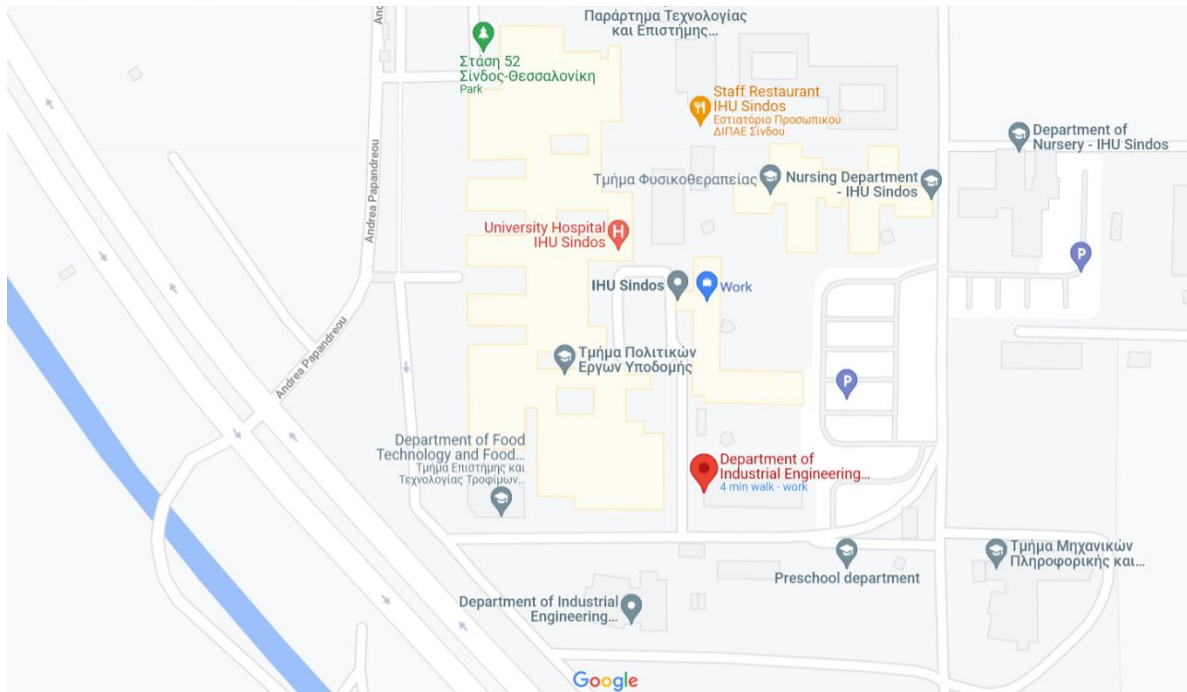 Παράρτημα Τεχνολογίας
και Επιστήμης...
Στάση 52
Σίνδος-Θεσσαλονίκη
Park
Staff Restaurant
IHU Sindos
Εστιατόριο Προσωπικού
ΔΙΠΑΕ Σίνδου
Department of
Nursery - IHU Sindos
Τμήμα Φυσικοθεραπείας
Nursing Department
- IHU Sindos
Andrea Papandreou
University Hospital
IHU Sindos
H
P
IHU Sindos
Work
Andrea Papandreou
Τμήμα Πολιτικών
Εργων Υποδομής
P
Department of Food
Technology and Food...
Τμήμα Επιστήμης και
Τεχνολογίας Τροφίμων...
Department of
Industrial Engineering...
4 min walk - work
Preschool department
Τμήμα Μηχανικών
Πληροφορικής και...
Department of Industrial
Engineering...
Google